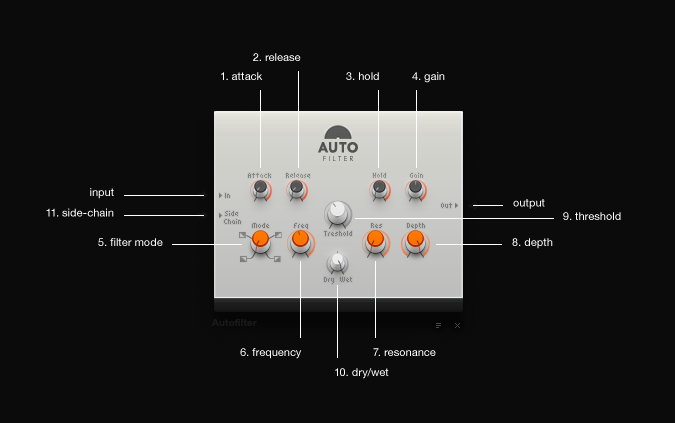 2. release
1. attack
3. hold
4. gain
AUTO
FILTER
Attack
Release
Hold
Gain
input
In
Out
output
11. side-chain
Side
Chain
9. threshold
Mode
Freq
Treshold
Res
Depth
5. filter mode
8. depth
Dry Wet
Autofilter
6. frequency
7. resonance
10. dry/wet